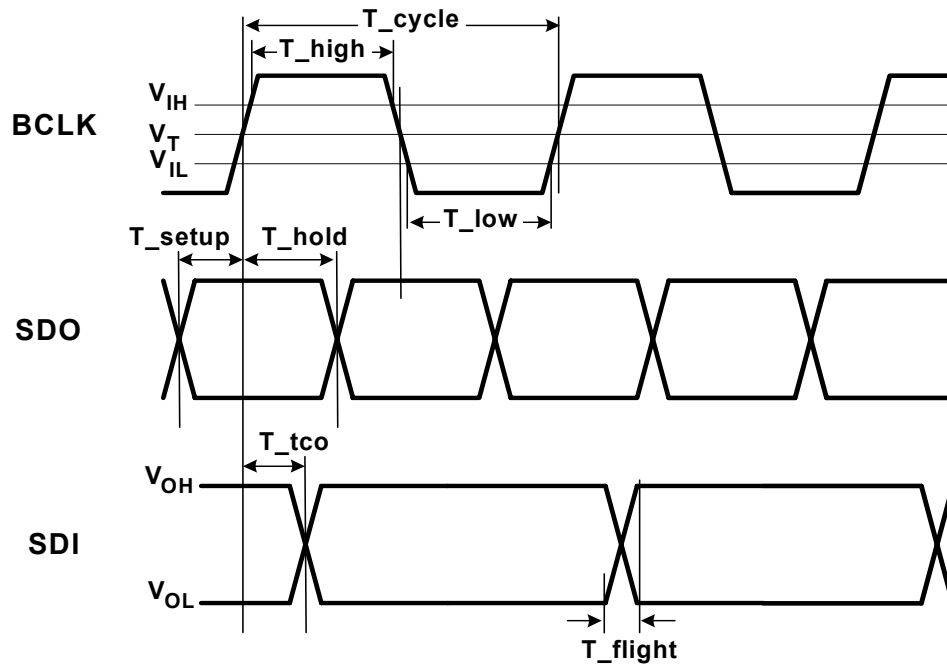 T_cycle
T_high
V_IH
BCLK
V_T
V_IL
T_low
T_setup
T_hold
SDO
T_tco
V_OH
SDI
V_OL
T_flight